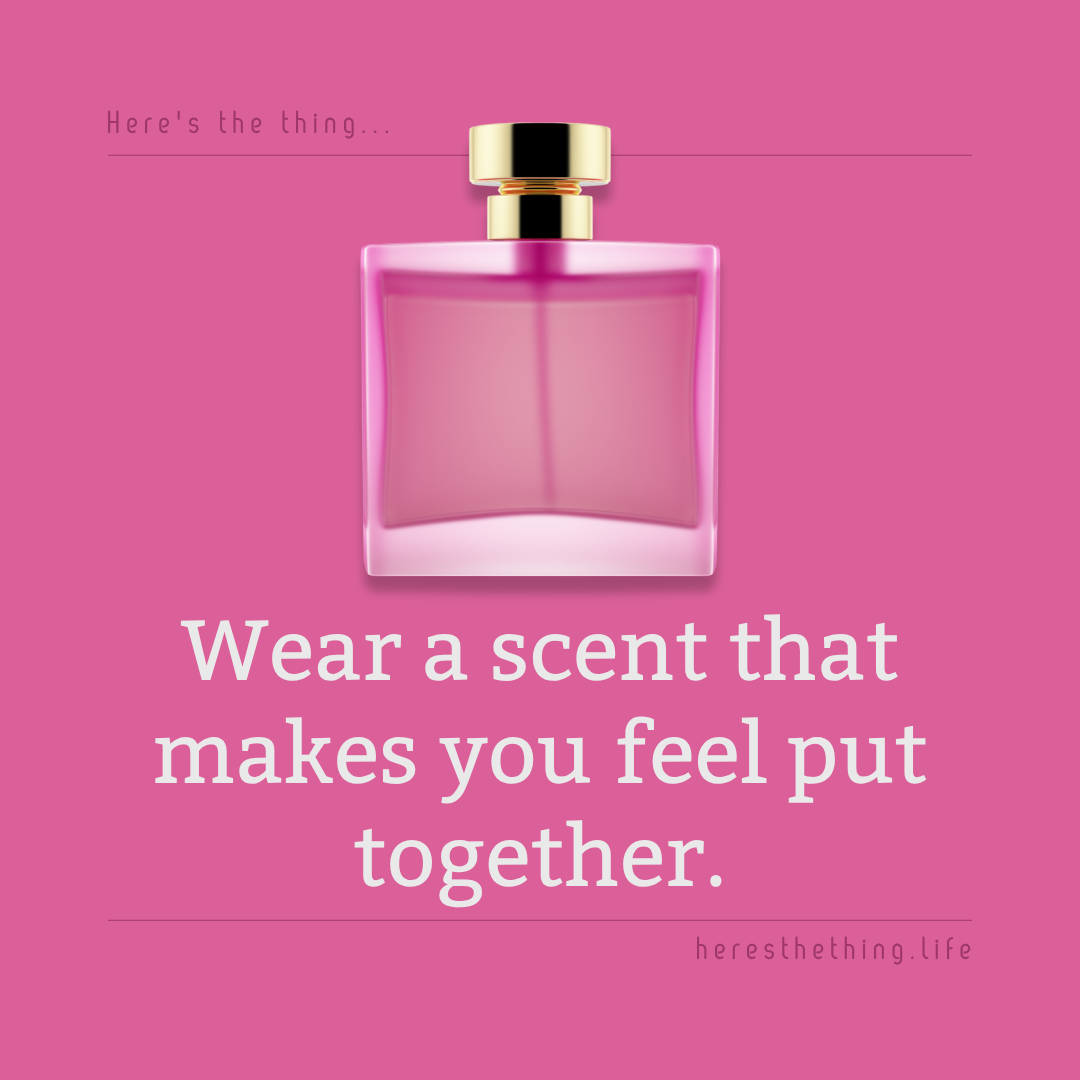 Here's the thing...
Wear a scent that
makes you feel put
together.
heresthething.life